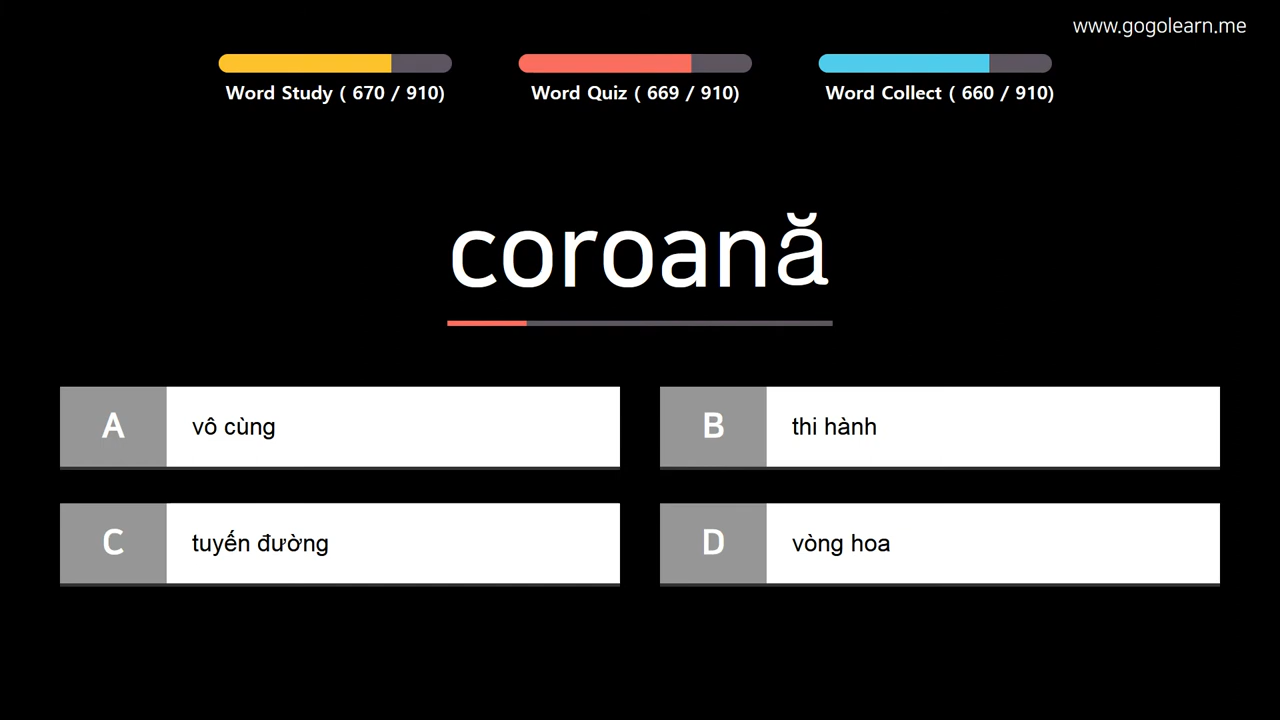 www.gogolearn.me
Word Study ( 670 / 910)
Word Quiz ( 669 / 910)
Word Collect ( 660 / 910)
coroană
A
vô cùng
B
thi hành
C
tuyến đường
D
vòng hoa